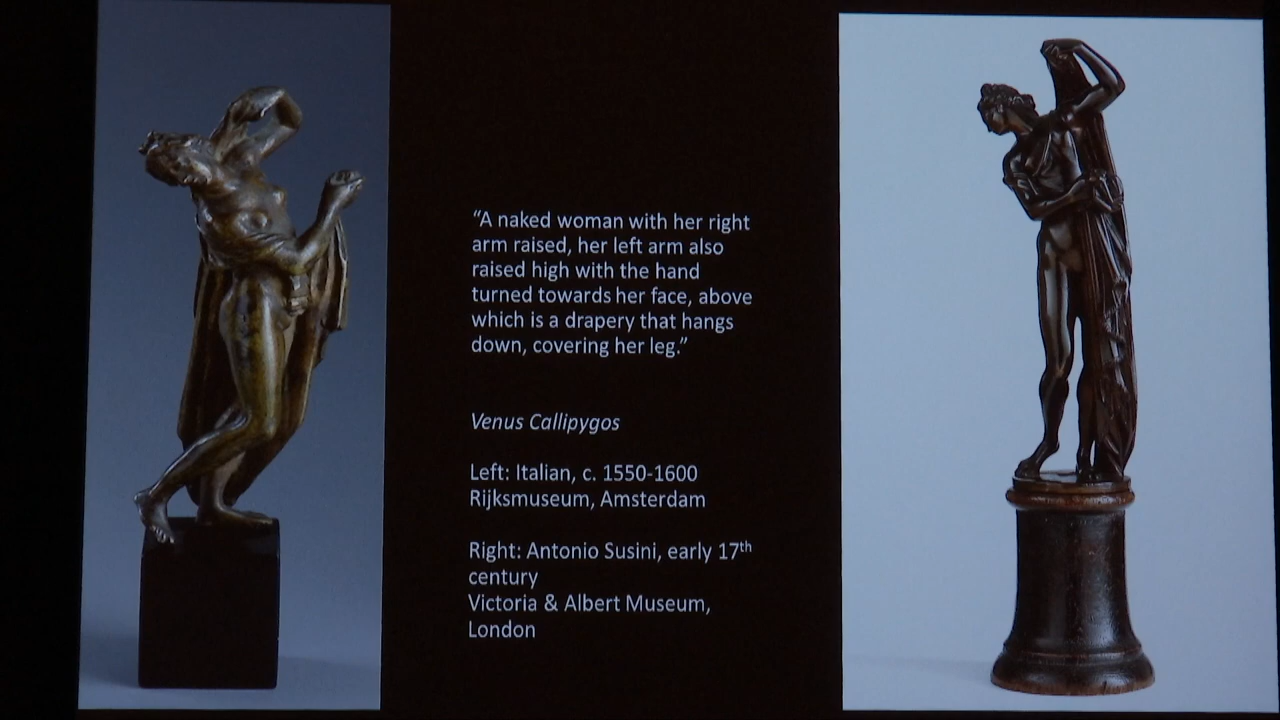 “A naked woman with her right
arm raised, her left arm also
raised high with the hand
turned towards her face, above
which is a drapery that hangs
down, covering her leg.”
Venus Callipygos
Left: Italian, c. 1550-1600
Rijksmuseum, Amsterdam
Right: Antonio Susini, early 17th
century
Victoria & Albert Museum,
London